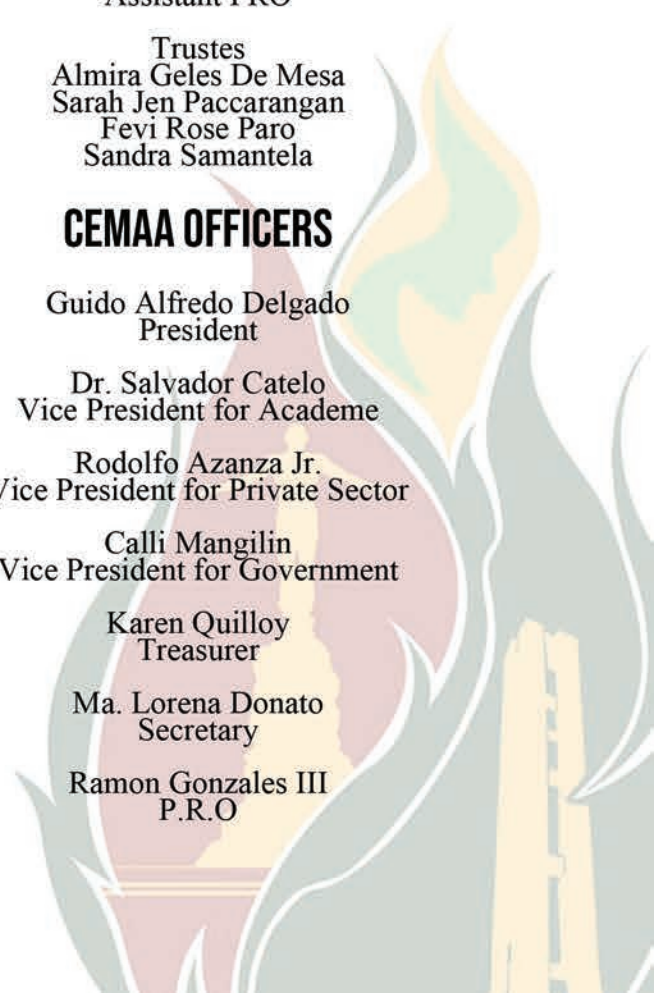 Assistant PRO
Trustes
Almira Geles De Mesa
Sarah Jen Paccarangan
Fevi Rose Paro
Sandra Samantela
CEMAA OFFICERS
Guido Alfredo Delgado
President
Dr. Salvador Catelo
Vice President for Academe
Rodolfo Azanza Jr.
Vice President for Private Sector
Calli Mangilin
Vice President for Government
Karen Quilloy
Treasurer
Ma. Lorena Donato
Secretary
Ramon Gonzales III
P.R.O